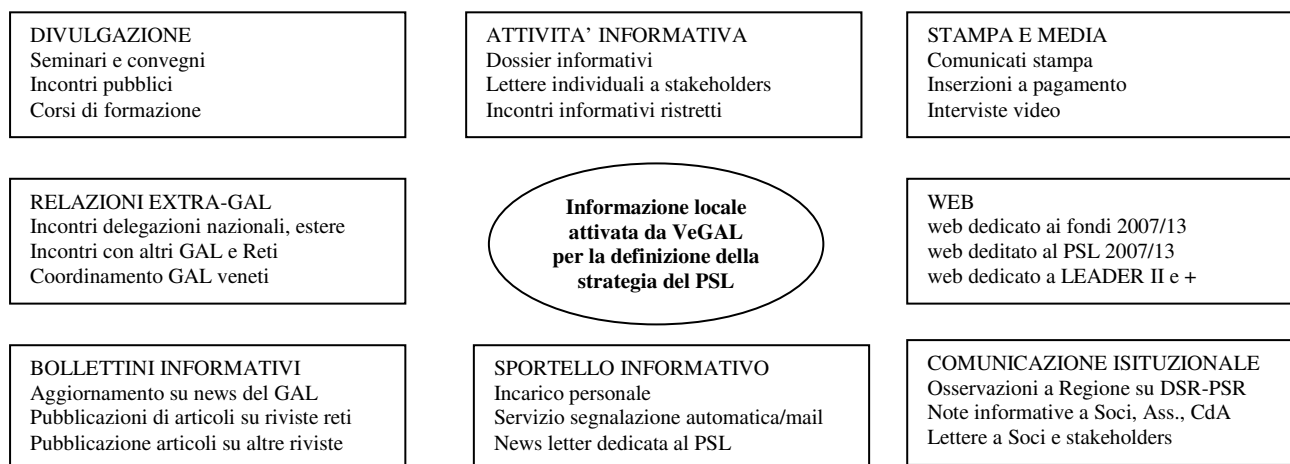 DIVULGAZIONE
Seminari e convegni
Incontri pubblici
Corsi di formazione
ATTIVITA’ INFORMATIVA
Dossier informativi
Lettere individuali a stakeholders
Incontri informativi ristretti
STAMPA E MEDIA
Comunicati stampa
Inserzioni a pagamento
Interviste video
RELAZIONI EXTRA-GAL
Incontri delegazioni nazionali, estere
Incontri con altri GAL e Reti
Coordinamento GAL veneti
Informazione locale
attivata da VeGAL
per la definizione della
strategia del PSL
WEB
web dedicato ai fondi 2007/13
web deditato al PSL 2007/13
web dedicato a LEADER II e +
BOLLETTINI INFORMATIVI
Aggiornamento su news del GAL
Pubblicazioni di articoli su riviste reti
Pubblicazione articoli su altre riviste
SPORTELLO INFORMATIVO
Incarico personale
Servizio segnalazione automatica/mail
News letter dedicata al PSL
COMUNICAZIONE ISITUZIONALE
Osservazioni a Regione su DSR-PSR
Note informative a Soci, Ass., CdA
Lettere a Soci e stakeholders